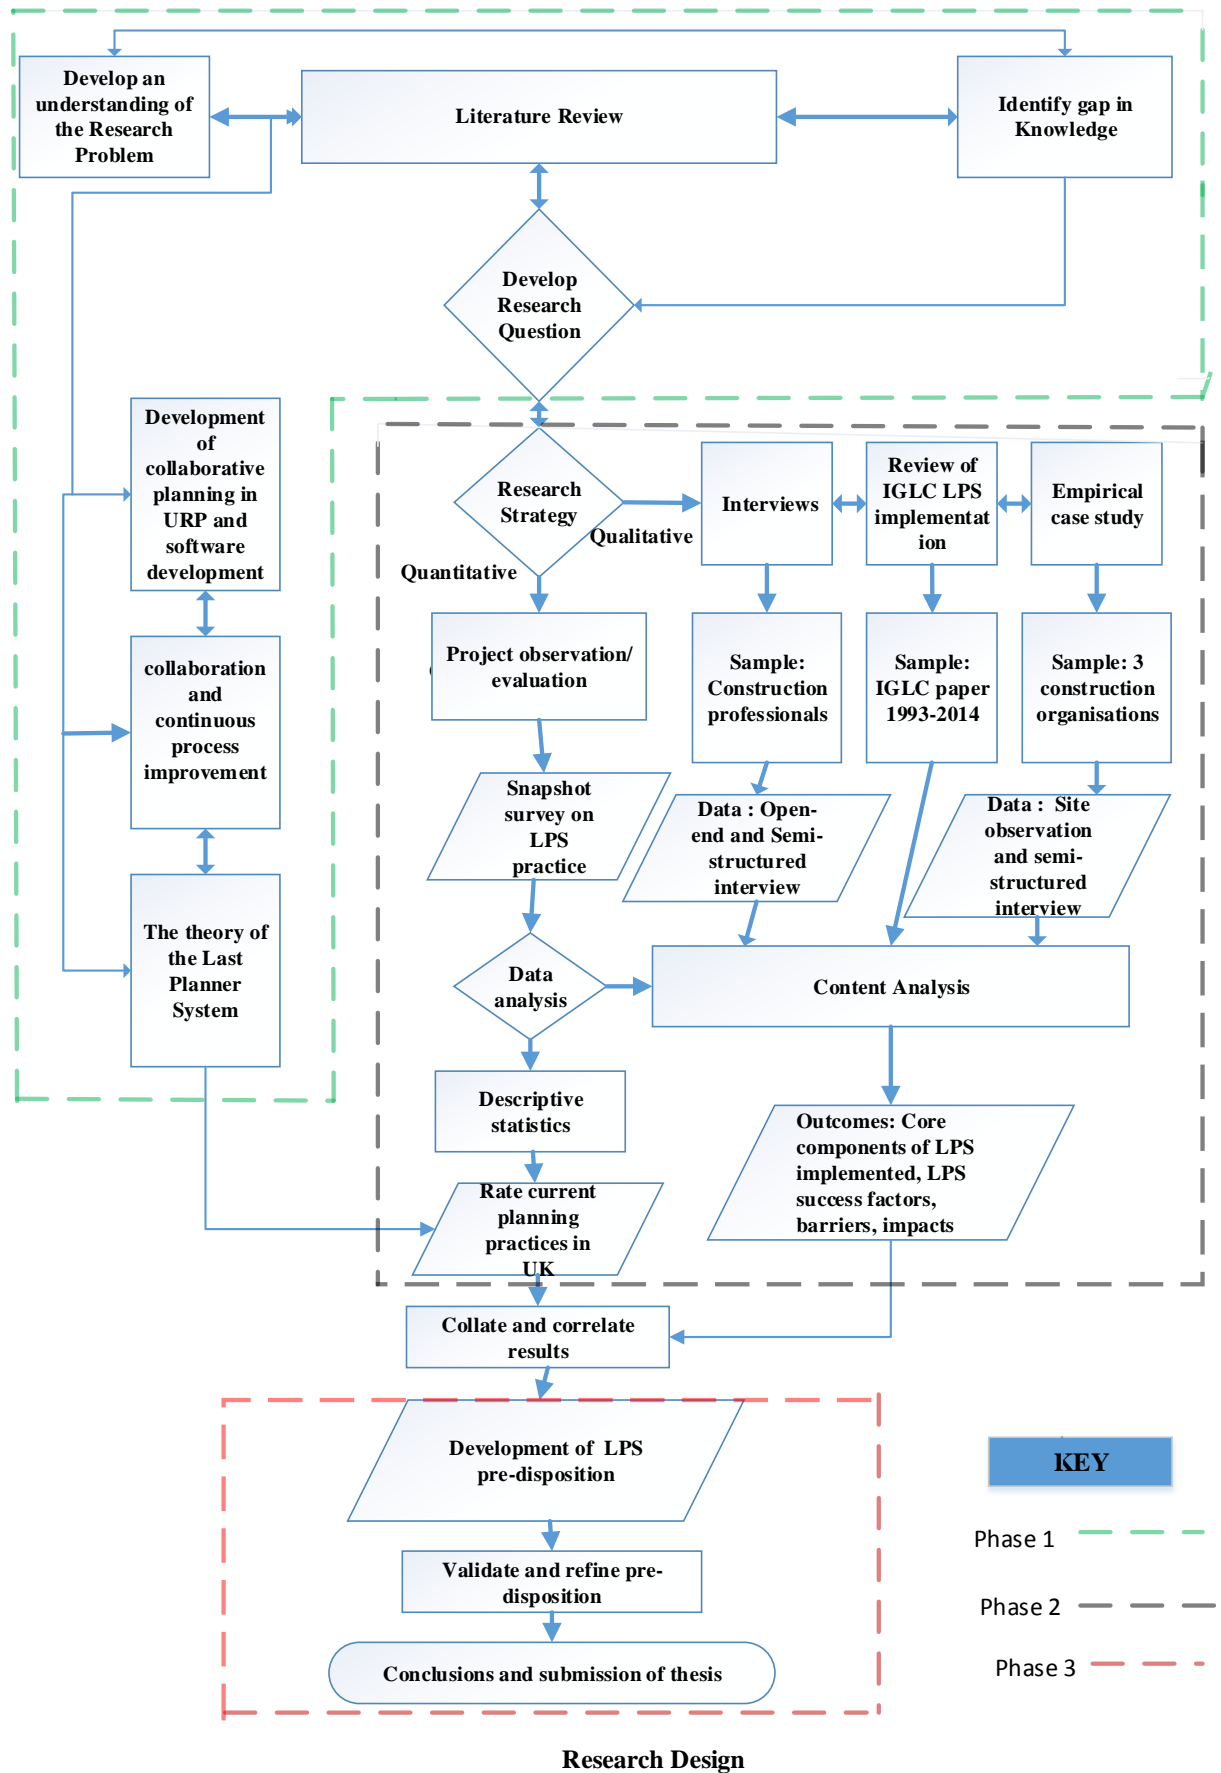 Develop an
understanding of
the Research
Problem
Literature Review
Identify gap in
Knowledge
Develop
Research
Question
Development
of
collaborative
planning in
URP and
software
development
collaboration
and
continuous
process
improvement
The theory of
the Last
Planner
System
Research
Strategy
Qualitative
Quantitative
Interviews
Review of
IGLC LPS
implementat
ion
Empirical
case study
Project observation/
evaluation
Sample:
Construction
professionals
Sample:
IGLC paper
1993-2014
Sample: 3
construction
organisations
Snapshot
survey on
LPS
practice
Data : Open-
end and Semi-
structured
interview
Data : Site
observation
and semi-
structured
interview
Data
analysis
Content Analysis
Descriptive
statistics
Outcomes: Core
components of LPS
implemented, LPS
success factors,
barriers, impacts
Rate current
planning
practices in
UK
Collate and correlate
results
Development of LPS
pre-disposition
Validate and refine pre-
disposition
Conclusions and submission of thesis
KEY
Phase 1
Phase 2
Phase 3
Research Design